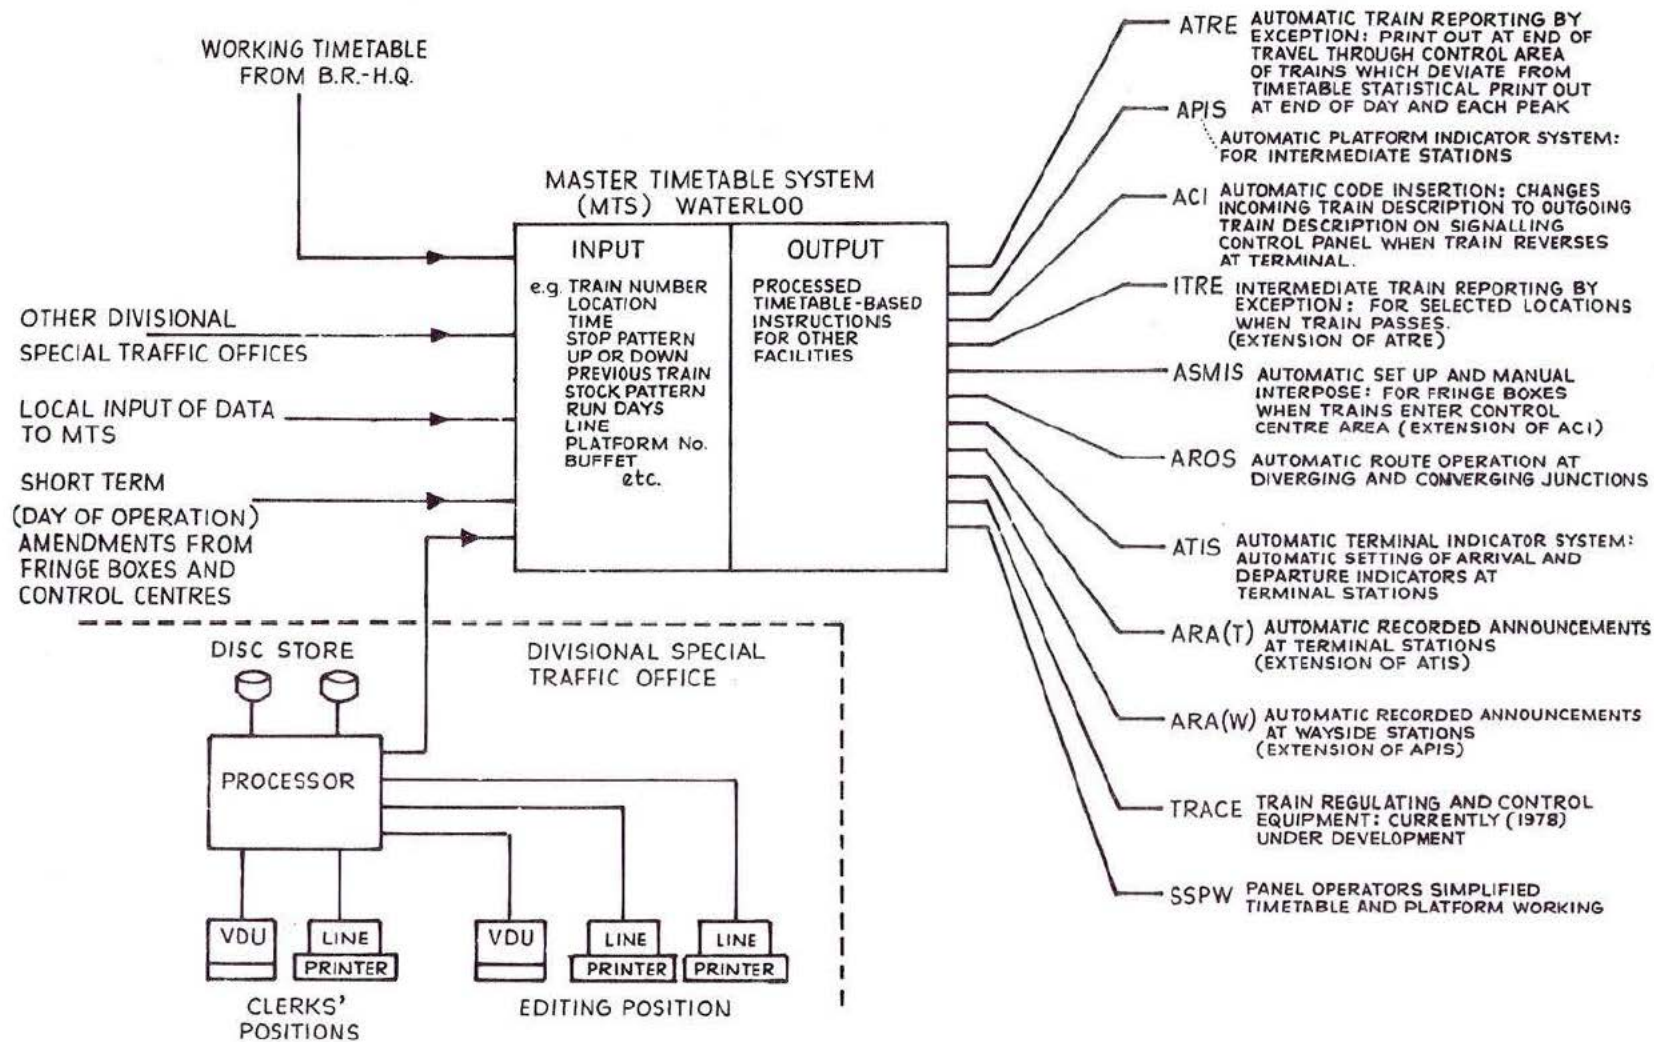 WORKING TIMETABLE
FROM B.R.-H.Q.
OTHER DIVISIONAL
SPECIAL TRAFFIC OFFICES
LOCAL INPUT OF DATA
TO MTS
SHORT TERM
(DAY OF OPERATION)
AMENDMENTS FROM
FRINGE BOXES AND
CONTROL CENTRES
MASTER TIMETABLE SYSTEM
(MTS) WATERLOO
INPUT
e.g. TRAIN NUMBER
LOCATION
TIME
STOP PATTERN
UP OR DOWN
PREVIOUS TRAIN
STOCK PATTERN
RUN DAYS
LINE
PLATFORM No.
BUFFET
etc.
OUTPUT
PROCESSED
TIMETABLE-BASED
INSTRUCTIONS
FOR OTHER
FACILITIES
ATRE AUTOMATIC TRAIN REPORTING BY
EXCEPTION: PRINT OUT AT END OF
TRAVEL THROUGH CONTROL AREA
OF TRAINS WHICH DEVIATE FROM
TIMETABLE STATISTICAL PRINT OUT
AT END OF DAY AND EACH PEAK
APIS
AUTOMATIC PLATFORM INDICATOR SYSTEM:
FOR INTERMEDIATE STATIONS
ACI AUTOMATIC CODE INSERTION: CHANGES
INCOMING TRAIN DESCRIPTION TO OUTGOING
TRAIN DESCRIPTION ON SIGNALLING
CONTROL PANEL WHEN TRAIN REVERSES
AT TERMINAL.
ITRE INTERMEDIATE TRAIN REPORTING BY
EXCEPTION: FOR SELECTED LOCATIONS
WHEN TRAIN PASSES.
(EXTENSION OF ATRE)
ASMIS AUTOMATIC SET UP AND MANUAL
INTERPOSE: FOR FRINGE BOXES
WHEN TRAINS ENTER CONTROL
CENTRE AREA (EXTENSION OF ACI)
AROS AUTOMATIC ROUTE OPERATION AT
DIVERGING AND CONVERGING JUNCTIONS
ATIS AUTOMATIC TERMINAL INDICATOR SYSTEM:
AUTOMATIC SETTING OF ARRIVAL AND
DEPARTURE INDICATORS AT
TERMINAL STATIONS
ARA(T) AUTOMATIC RECORDED ANNOUNCEMENTS
AT TERMINAL STATIONS
(EXTENSION OF ATIS)
ARA(W) AUTOMATIC RECORDED ANNOUNCEMENTS
AT WAYSIDE STATIONS
(EXTENSION OF APIS)
TRACE TRAIN REGULATING AND CONTROL
EQUIPMENT: CURRENTLY (1978)
UNDER DEVELOPMENT
SSPW PANEL OPERATORS SIMPLIFIED
TIMETABLE AND PLATFORM WORKING
DISC STORE
DIVISIONAL SPECIAL
TRAFFIC OFFICE
PROCESSOR
VDU
LINE
PRINTER
VDU
LINE
PRINTER
LINE
PRINTER
CLERKS'
POSITIONS
EDITING POSITION